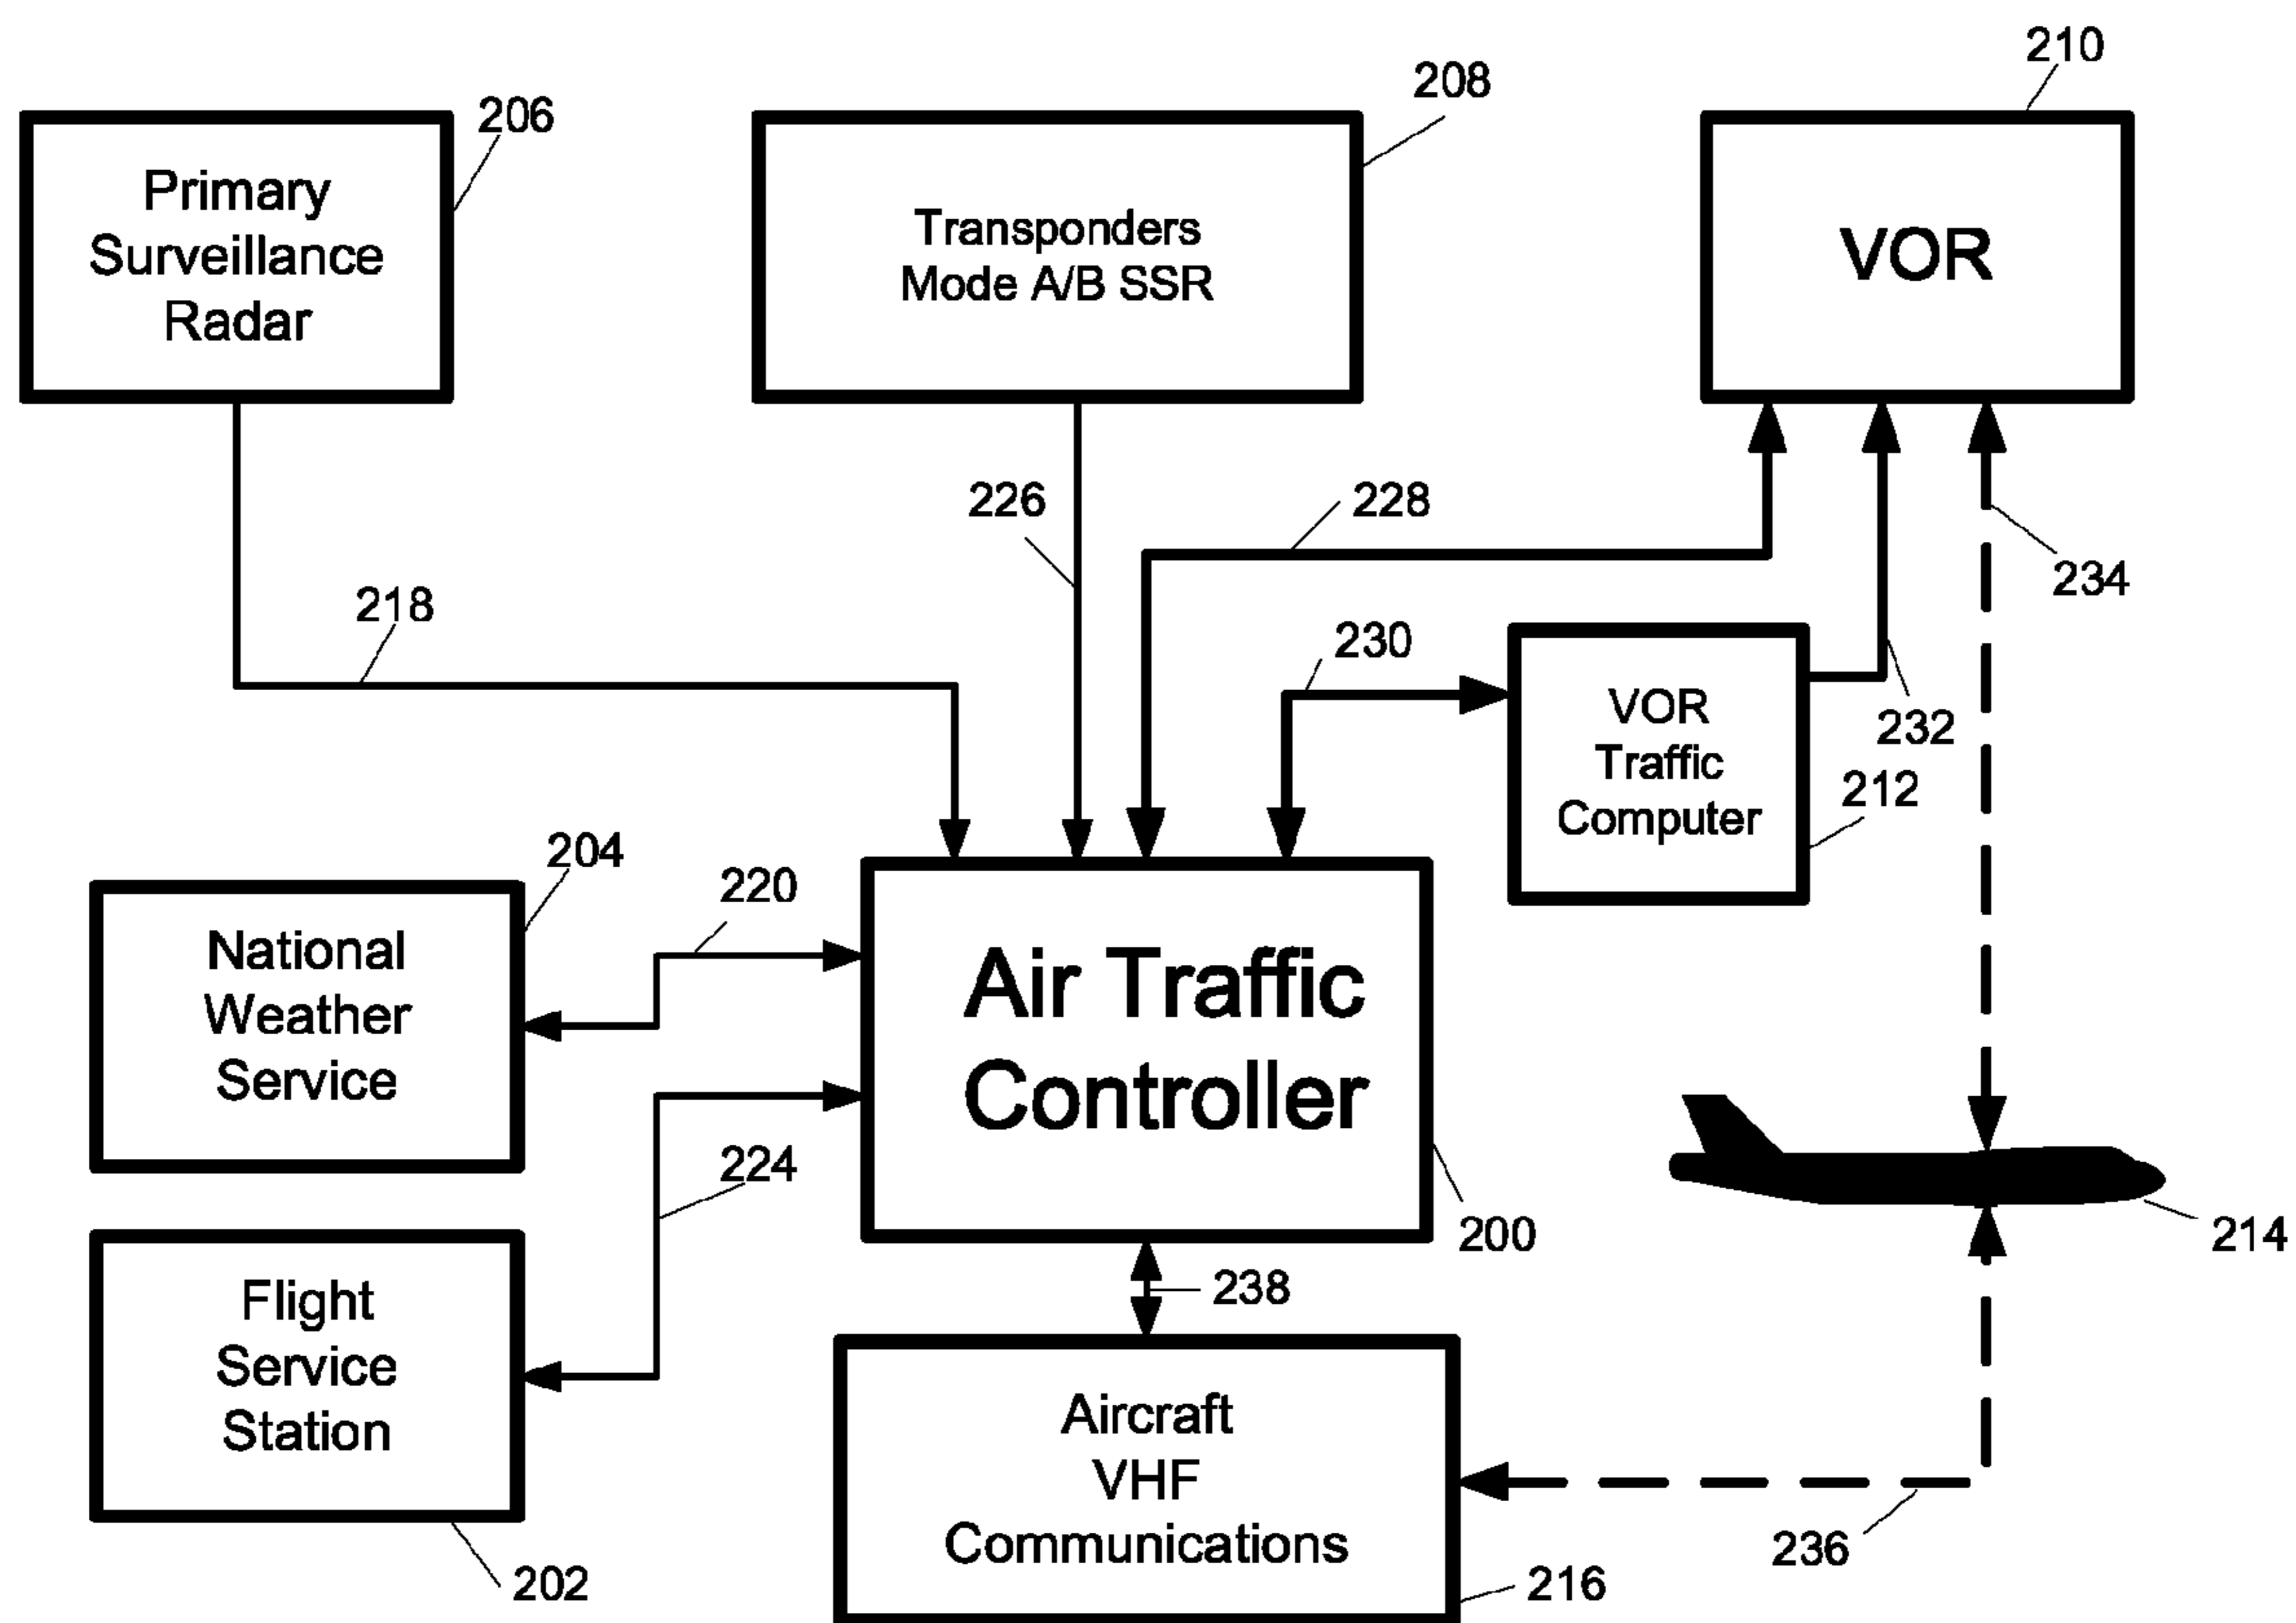 210
208
206
Primary
Surveillance
Radar
Transponders
Mode A/B SSR
VOR
226
228
234
218
230
VOR
Traffic
Computer
232
212
204
220
National
Weather
Service
Air Traffic
Controller
224
200
214
Flight
Service
Station
238
Aircraft
VHF
Communications
236
202
216